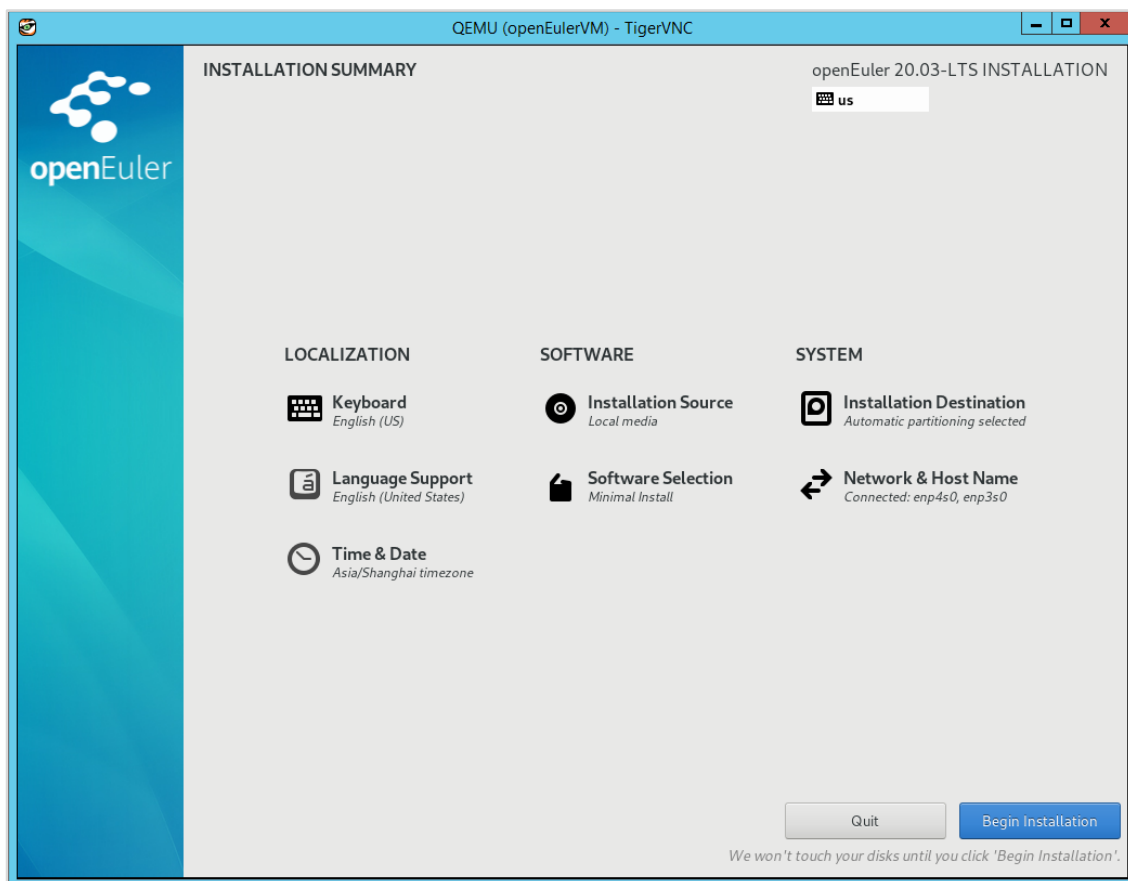 QEMU (openEulerVM) - TigerVNC
openEuler
INSTALLATION SUMMARY
openEuler 20.03-LTS INSTALLATION
us
LOCALIZATION
Keyboard
English (US)
Language Support
English (United States)
Time & Date
Asia/Shanghai timezone
SOFTWARE
Installation Source
Local media
Software Selection
Minimal Install
SYSTEM
Installation Destination
Automatic partitioning selected
Network & Host Name
Connected: enp4s0, enp3s0
Quit
Begin Installation
We won't touch your disks until you click 'Begin Installation'.